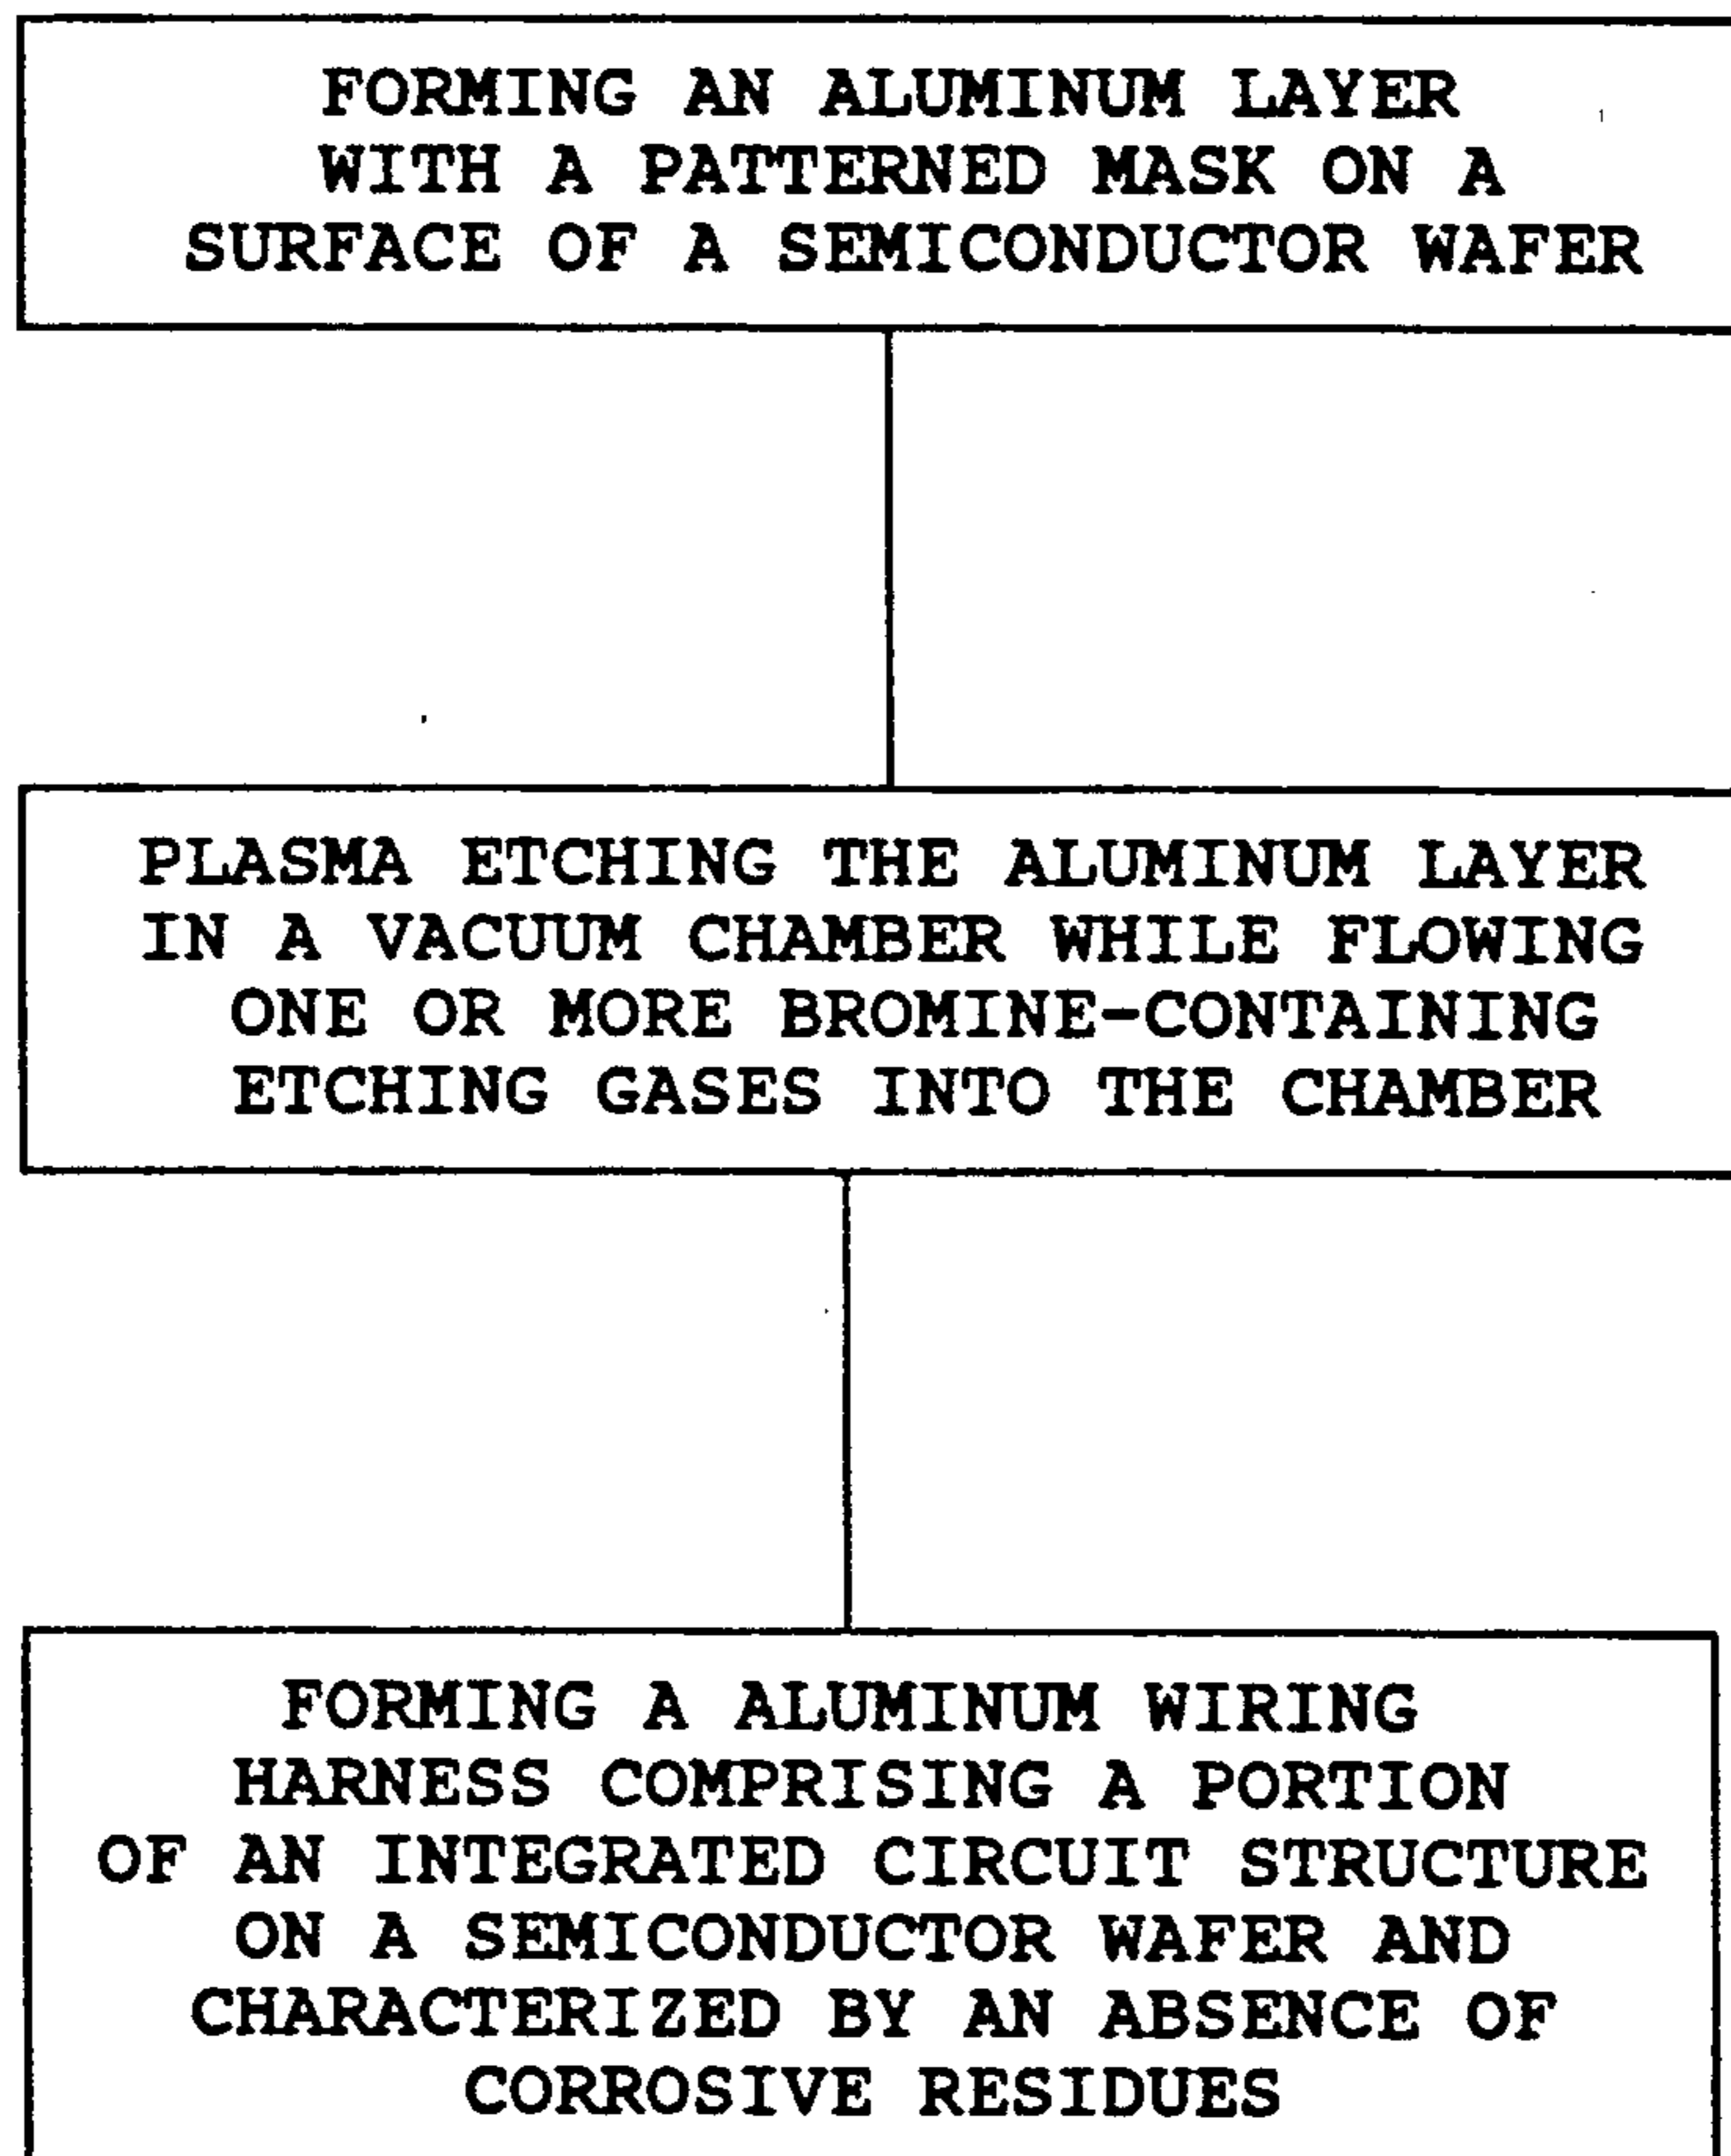 FORMING AN ALUMINUM LAYER
WITH A PATTERNED MASK ON A
SURFACE OF A SEMICONDUCTOR WAFER
PLASMA ETCHING THE ALUMINUM LAYER
IN A VACUUM CHAMBER WHILE FLOWING
ONE OR MORE BROMINE-CONTAINING
ETCHING GASES INTO THE CHAMBER
FORMING A ALUMINUM WIRING
HARNESS COMPRISING A PORTION
OF AN INTEGRATED CIRCUIT STRUCTURE
ON A SEMICONDUCTOR WAFER AND
CHARACTERIZED BY AN ABSENCE OF
CORROSIVE RESIDUES